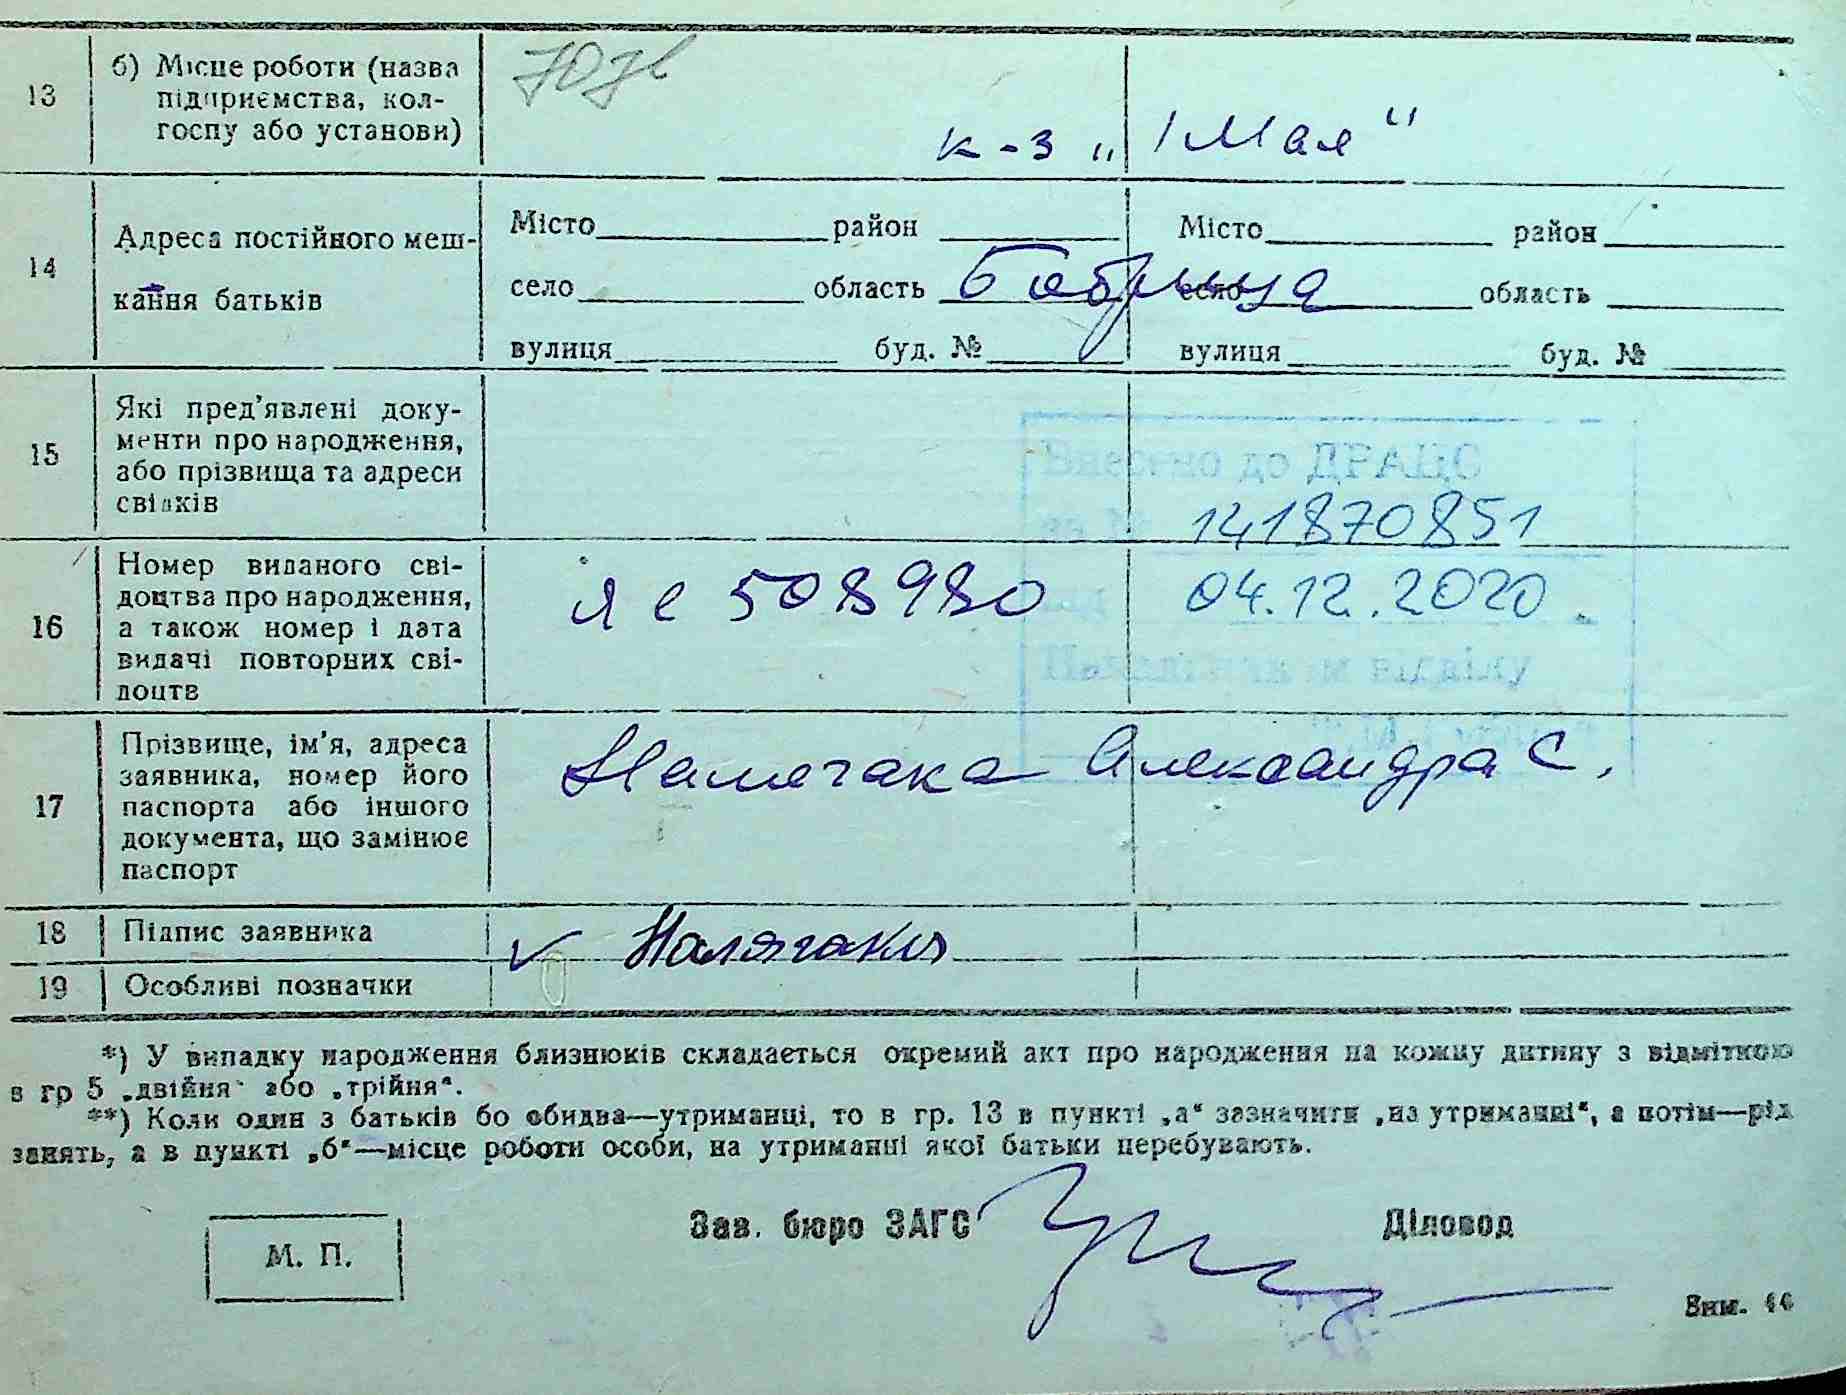 13 б) Місце роботи (назва підприємства, колгоспу або установи)
к-з „1 Мая"
14 Адреса постійного мешкання батьків
Місто район Місто район
село область Бобрица село область
вулиця буд. № вулиця буд. №
15 Які пред'явлені документи про народження, або прізвища та адреси свідків
Внесено до ДРАЦС
за № 141870851
16 Номер виданого свідоцтва про народження, а також номер і дата видачі повторних свідоцтв
508980
04.12.2020
відділу
17 Прізвище, ім'я, адреса заявника, номер його паспорта або іншого документа, що замінює паспорт
Александра С.
18 Підпис заявника
19 Особливі позначки
*) У випадку народження близнюків складається окремий акт про народження на кожну дитину з відміткою
в гр 5 „двійня" або „трійня".
**) Коли один з батьків бо обидва—утриманці, то в гр. 13 в пункті „а" зазначити „на утриманні", а потім—рід
занять, а в пункті „б"—місце роботи особи, на утриманні якої батьки перебувають.
М. П.
Зав. бюро ЗАГС Діловод